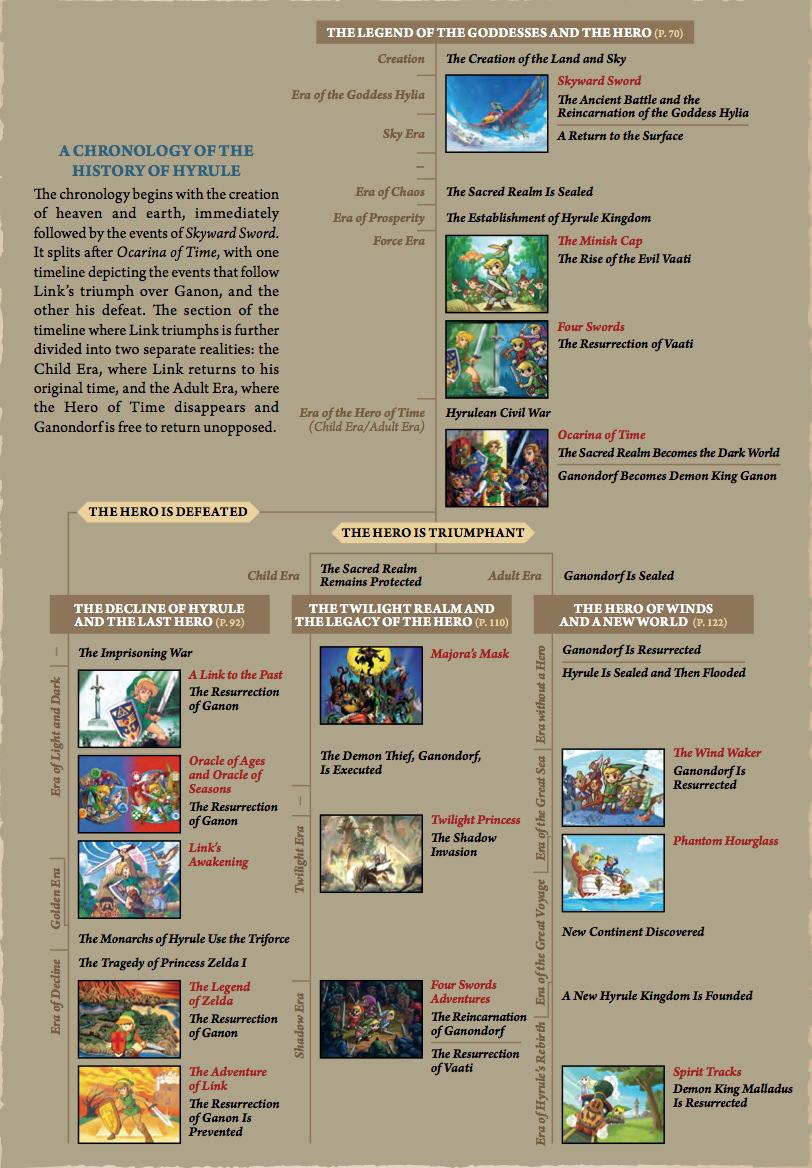 THE LEGEND OF THE GODDESSES AND THE HERO (P. 70)
Creation
The Creation of the Land and Sky
Era of the Goddess Hylia
Skyward Sword
The Ancient Battle and the
Reincarnation of the Goddess Hylia
Sky Era
A Return to the Surface
–
Era of Chaos
The Sacred Realm Is Sealed
Era of Prosperity
The Establishment of Hyrule Kingdom
Force Era
The Minish Cap
The Rise of the Evil Vaati
Four Swords
The Resurrection of Vaati
Era of the Hero of Time
(Child Era/Adult Era)
Hyrulean Civil War
Ocarina of Time
The Sacred Realm Becomes the Dark World
Ganondorf Becomes Demon King Ganon
A CHRONOLOGY OF THE
HISTORY OF HYRULE
The chronology begins with the creation
of heaven and earth, immediately
followed by the events of Skyward Sword.
It splits after Ocarina of Time, with one
timeline depicting the events that follow
Link's triumph over Ganon, and the
other his defeat. The section of the
timeline where Link triumphs is further
divided into two separate realities: the
Child Era, where Link returns to his
original time, and the Adult Era, where
the Hero of Time disappears and
Ganondorf is free to return unopposed.
THE HERO IS DEFEATED
THE HERO IS TRIUMPHANT
Child Era
The Sacred Realm
Remains Protected
Adult Era
Ganondorf Is Sealed
THE DECLINE OF HYRULE
AND THE LAST HERO (P. 92)
–
The Imprisoning War
Era of Light and Dark
A Link to the Past
The Resurrection
of Ganon
Oracle of Ages
and Oracle of
Seasons
The Resurrection
of Ganon
Link's
Awakening
Golden Era
The Monarchs of Hyrule Use the Triforce
Era of Decline
The Tragedy of Princess Zelda I
The Legend
of Zelda
The Resurrection
of Ganon
The Adventure
of Link
The Resurrection
of Ganon Is
Prevented
THE TWILIGHT REALM AND
THE LEGACY OF THE HERO (P. 110)
Majora's Mask
The Demon Thief, Ganondorf,
Is Executed
–
Twilight Era
Twilight Princess
The Shadow
Invasion
Shadow Era
Four Swords
Adventures
The Reincarnation
of Ganondorf
The Resurrection
of Vaati
THE HERO OF WINDS
AND A NEW WORLD (P. 122)
Era without a Hero
Ganondorf Is Resurrected
Hyrule Is Sealed and Then Flooded
Era of the Great Sea
The Wind Waker
Ganondorf Is
Resurrected
Phantom Hourglass
Era of the Great Voyage
New Continent Discovered
A New Hyrule Kingdom Is Founded
Era of Hyrule's Rebirth
Spirit Tracks
Demon King Malladus
Is Resurrected